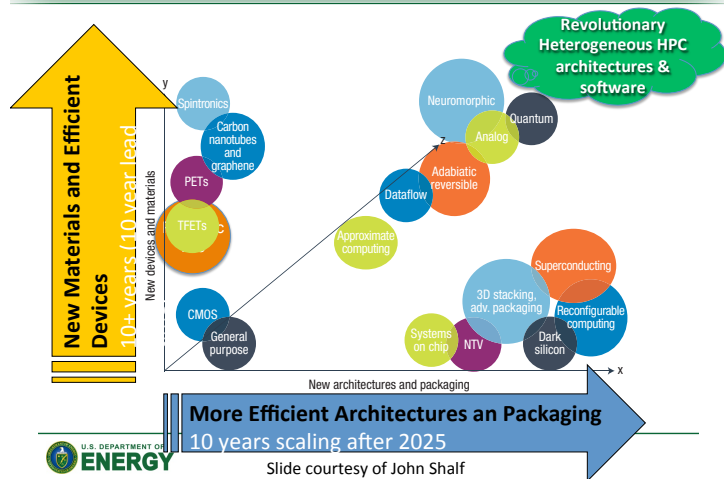 Revolutionary
Heterogeneous HPC
architectures &
software
New Materials and Efficient
Devices
10+ years (10 year lead
New devices and materials
y
Spintronics
Carbon
nanotubes
and
graphene
PETs
TFETs
CMOS
General
purpose
Neuromorphic
Quantum
Analog
z
Adabiatic
reversible
Dataflow
Approximate
computing
Superconducting
3D stacking,
adv. packaging
Reconfigurable
computing
Systems
on chip
NTV
Dark
silicon
x
New architectures and packaging
More Efficient Architectures an Packaging
10 years scaling after 2025
U.S. DEPARTMENT OF
ENERGY
Slide courtesy of John Shalf